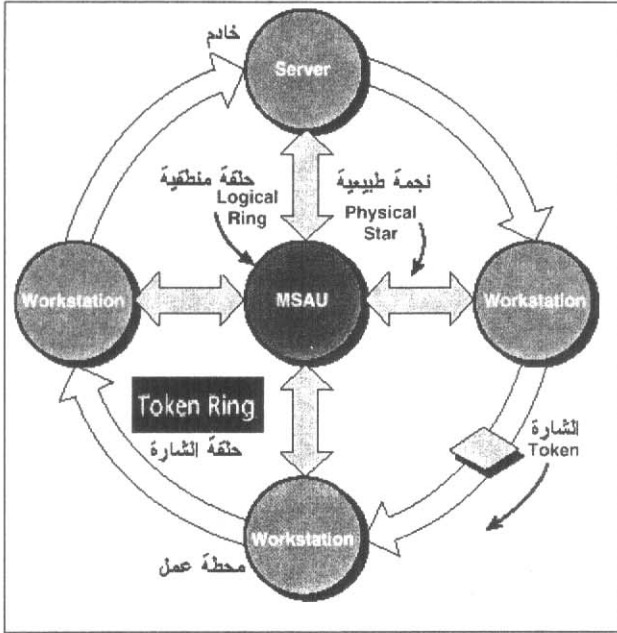 خادم
Server
حلقة منطقية
Logical
Ring
نجمة طبيعية
Physical
Star
Workstation
MSAU
Workstation
Token Ring
حلقة الشارة
الشارة
Token
Workstation
محطة عمل